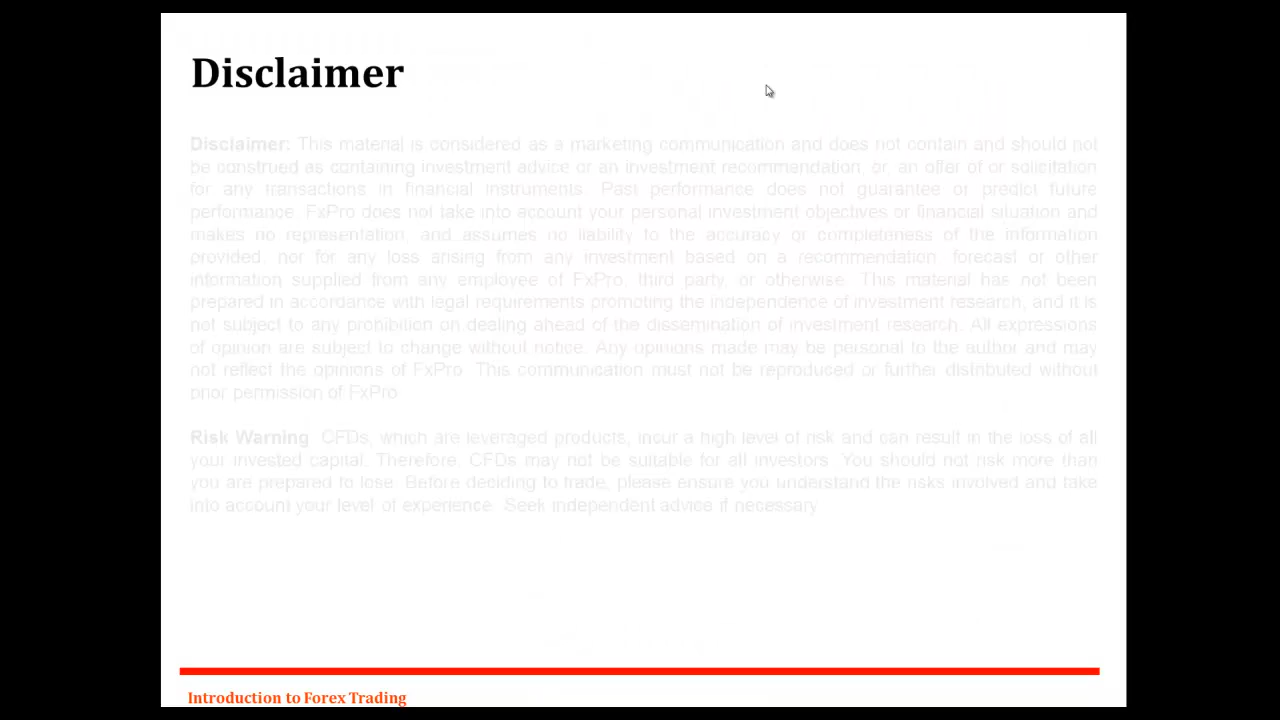 Disclaimer
Disclaimer: This material is considered as a marketing communication and does not contain and should not
be construed as containing investment advice or an investment recommendation, or, an offer of or solicitation
for any transactions in financial instruments. Past performance does not guarantee or predict future
performance. FxPro does not take into account your personal investment objectives or financial situation and
makes no representation, and assumes no liability to the accuracy or completeness of the information
provided, nor for any loss arising from any investment based on a recommendation, forecast or other
information supplied from any employee of FxPro, third party, or otherwise. This material has not been
prepared in accordance with legal requirements promoting the independence of investment research, and it is
not subject to any prohibition on dealing ahead of the dissemination of investment research. All expressions
of opinion are subject to change without notice. Any opinions made may be personal to the author and may
not reflect the opinions of FxPro. This communication must not be reproduced or further distributed without
prior permission of FxPro.
Risk Warning: CFDs, which are leveraged products, incur a high level of risk and can result in the loss of all
your invested capital. Therefore, CFDs may not be suitable for all investors. You should not risk more than
you are prepared to lose. Before deciding to trade, please ensure you understand the risks involved and take
into account your level of experience. Seek independent advice if necessary.
Introduction to Forex Trading